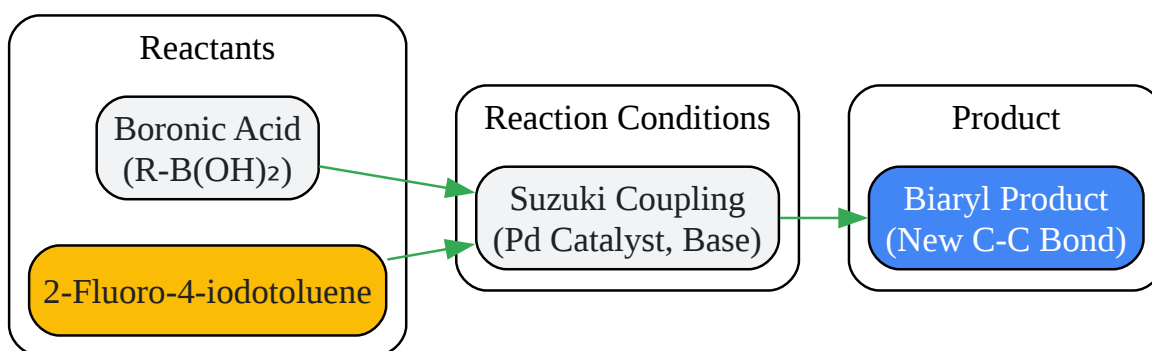 Reactants
Boronic Acid
(R-B(OH)₂)
2-Fluoro-4-iodotoluene
Reaction Conditions
Suzuki Coupling
(Pd Catalyst, Base)
Product
Biaryl Product
(New C-C Bond)